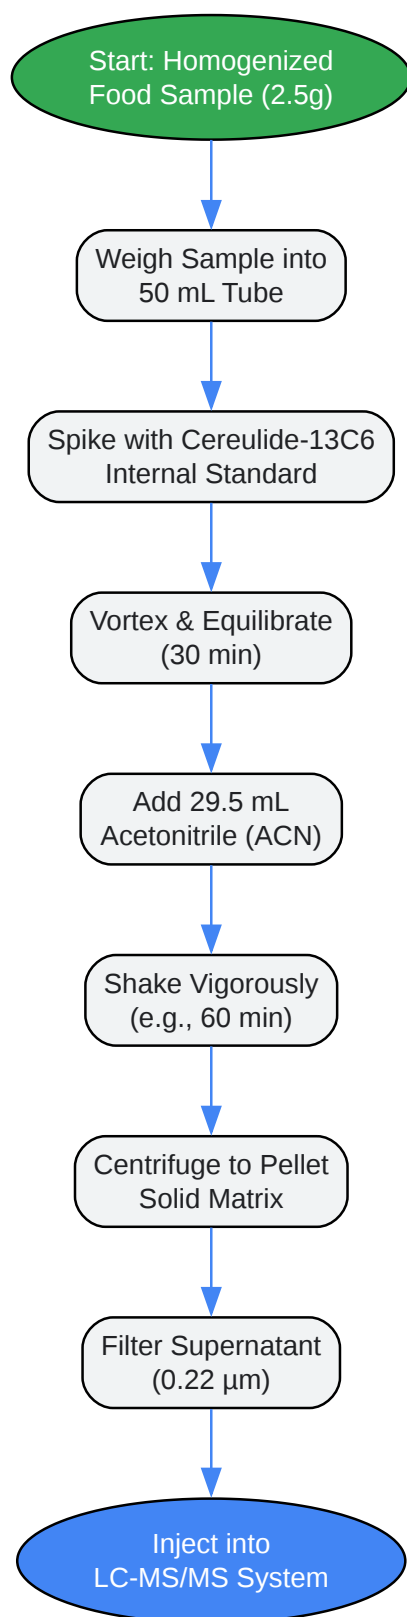 Start: Homogenized
Food Sample (2.5g)
Weigh Sample into
50 mL Tube
Spike with Cereulide-13C6
Internal Standard
Vortex & Equilibrate
(30 min)
Add 29.5 mL
Acetonitrile (ACN)
Shake Vigorously
(e.g., 60 min)
Centrifuge to Pellet
Solid Matrix
Filter Supernatant
(0.22 µm)
Inject into
LC-MS/MS System